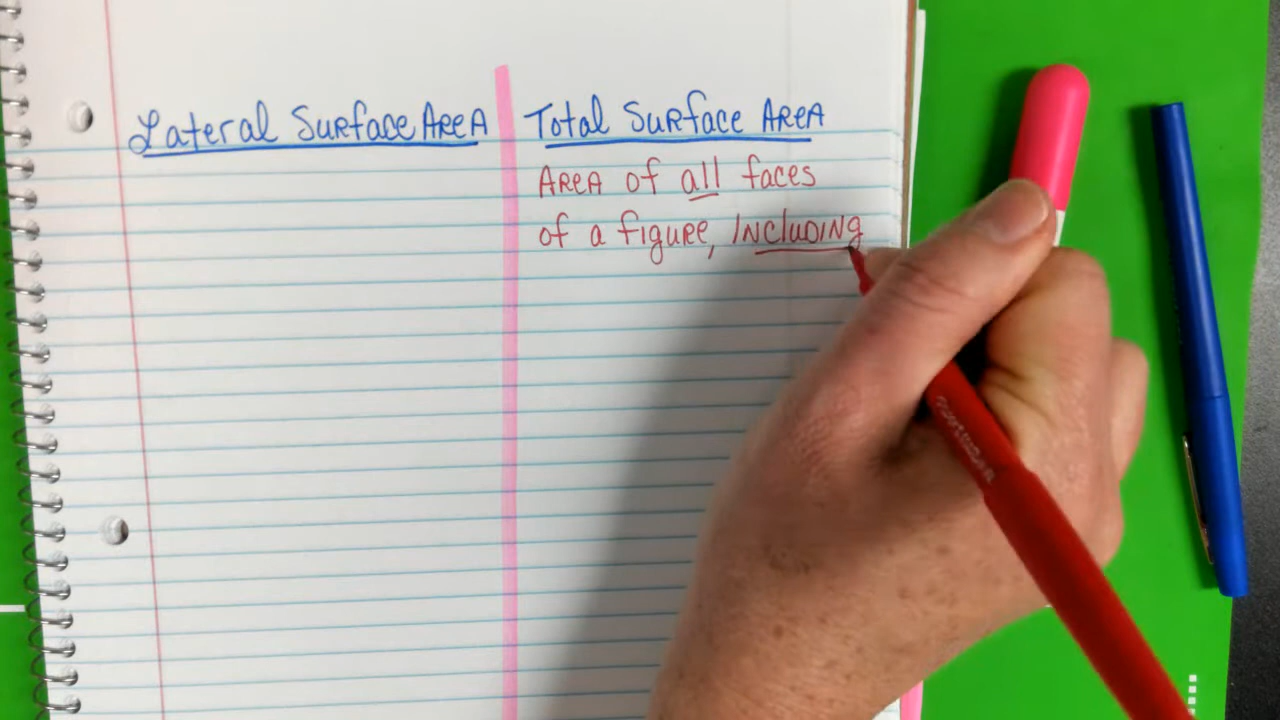 Lateral Surface Area
Total Surface Area
Area of all faces
of a figure, Including